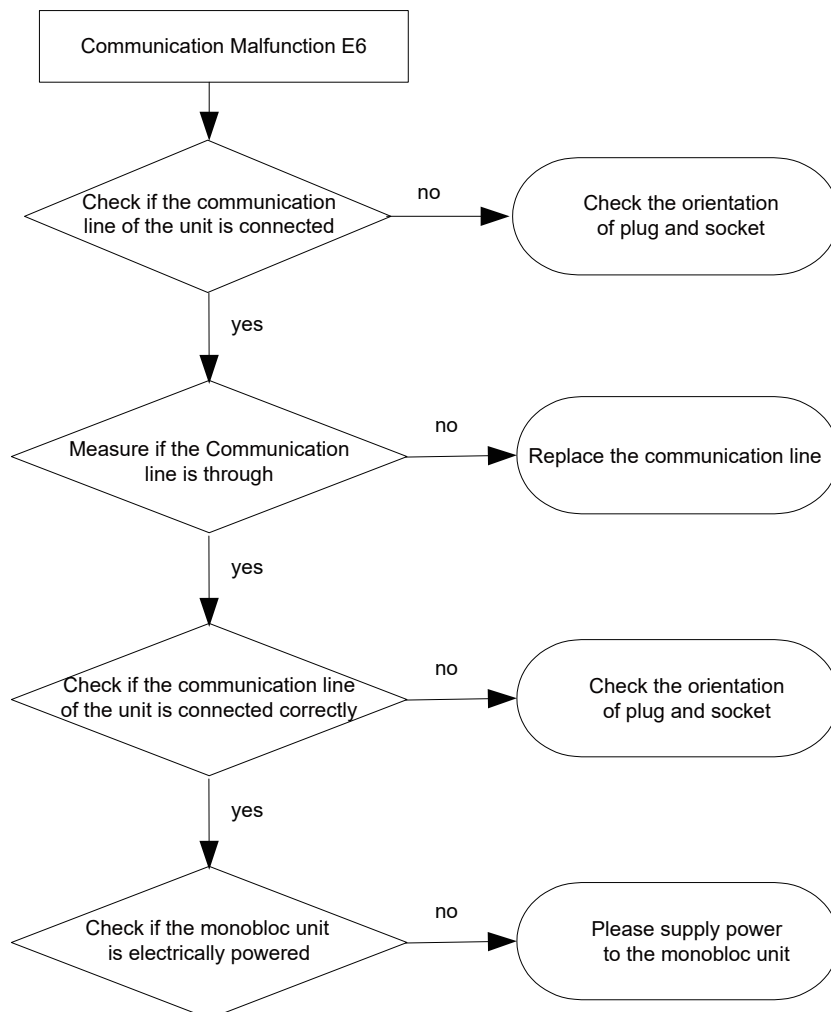 Communication Malfunction E6
Check if the communication
line of the unit is connected
no
Check the orientation
of plug and socket
yes
Measure if the Communication
line is through
no
Replace the communication line
yes
Check if the communication line
of the unit is connected correctly
no
Check the orientation
of plug and socket
yes
Check if the monobloc unit
is electrically powered
no
Please supply power
to the monobloc unit